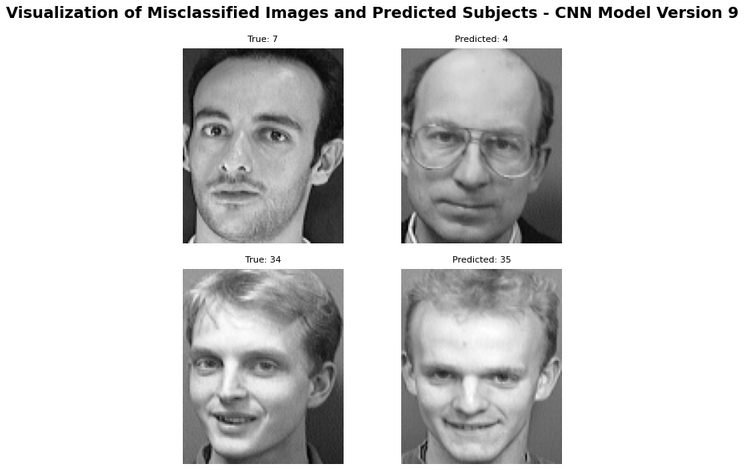 Visualization of Misclassified Images and Predicted Subjects - CNN Model Version 9
True: 7
Predicted: 4
True: 34
Predicted: 35